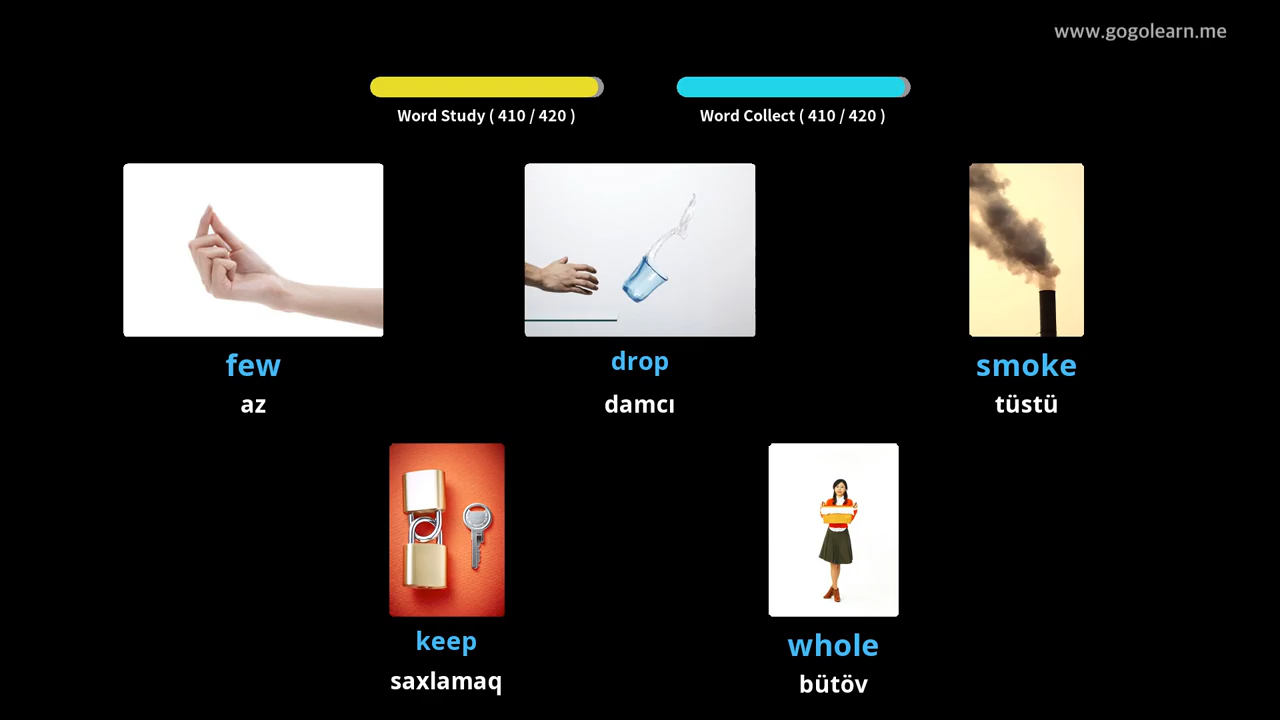 www.gogolearn.me
Word Study ( 410 / 420 )
Word Collect ( 410 / 420 )
few
az
drop
damcı
smoke
tüstü
keep
saxlamaq
whole
bütöv